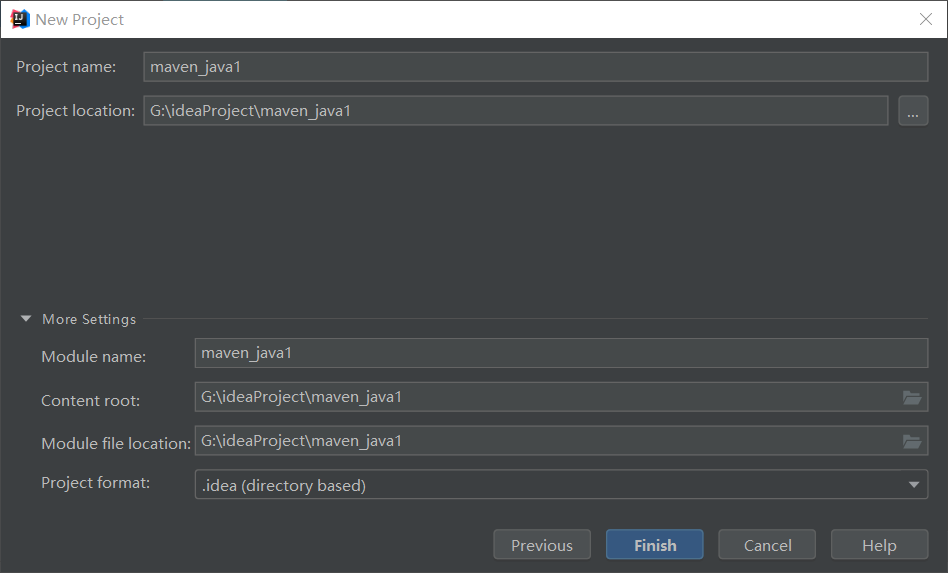 New Project
Project name: maven_java1
Project location: G:\ideaProject\maven_java1 ...
More Settings
Module name: maven_java1
Content root: G:\ideaProject\maven_java1
Module file location: G:\ideaProject\maven_java1
Project format: .idea (directory based)
Previous Finish Cancel Help